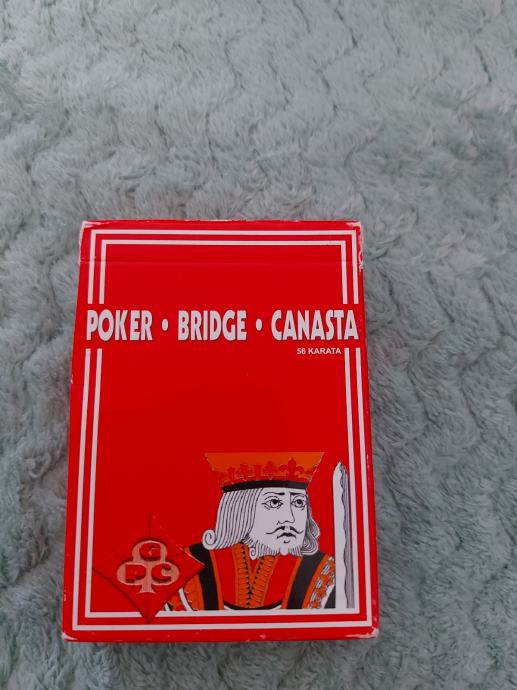 POKER • BRIDGE • CANASTA
56 KARATA